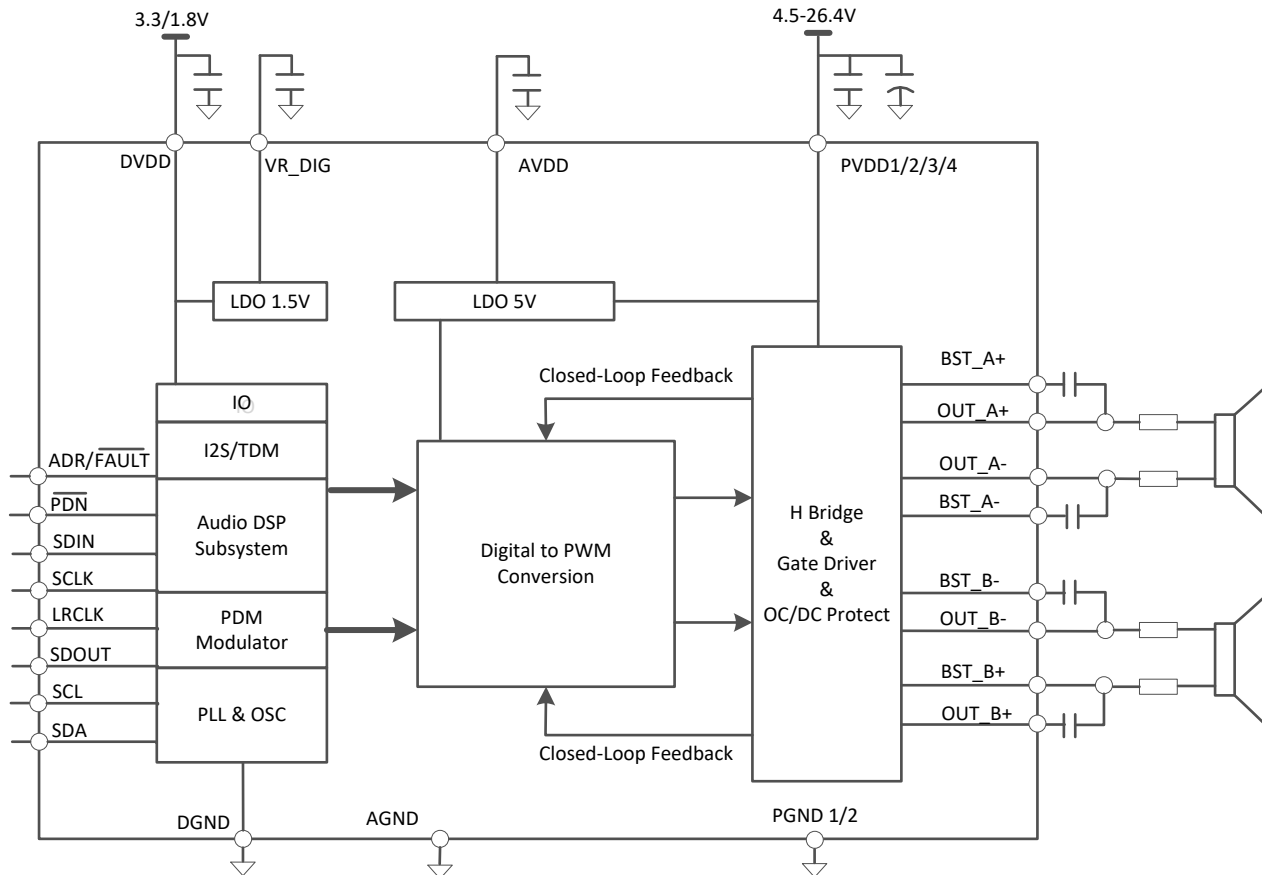 3.3/1.8V
4.5-26.4V
DVDD
VR_DIG
AVDD
PVDD1/2/3/4
LDO 1.5V
LDO 5V
IO
I2S/TDM
Audio DSP
Subsystem
PDM
Modulator
PLL & OSC
ADR/FAULT
PDN
SDIN
SCLK
LRCLK
SDOUT
SCL
SDA
Closed-Loop Feedback
Digital to PWM
Conversion
Closed-Loop Feedback
H Bridge
&
Gate Driver
&
OC/DC Protect
BST_A+
OUT_A+
OUT_A-
BST_A-
BST_B-
OUT_B-
BST_B+
OUT_B+
DGND
AGND
PGND 1/2